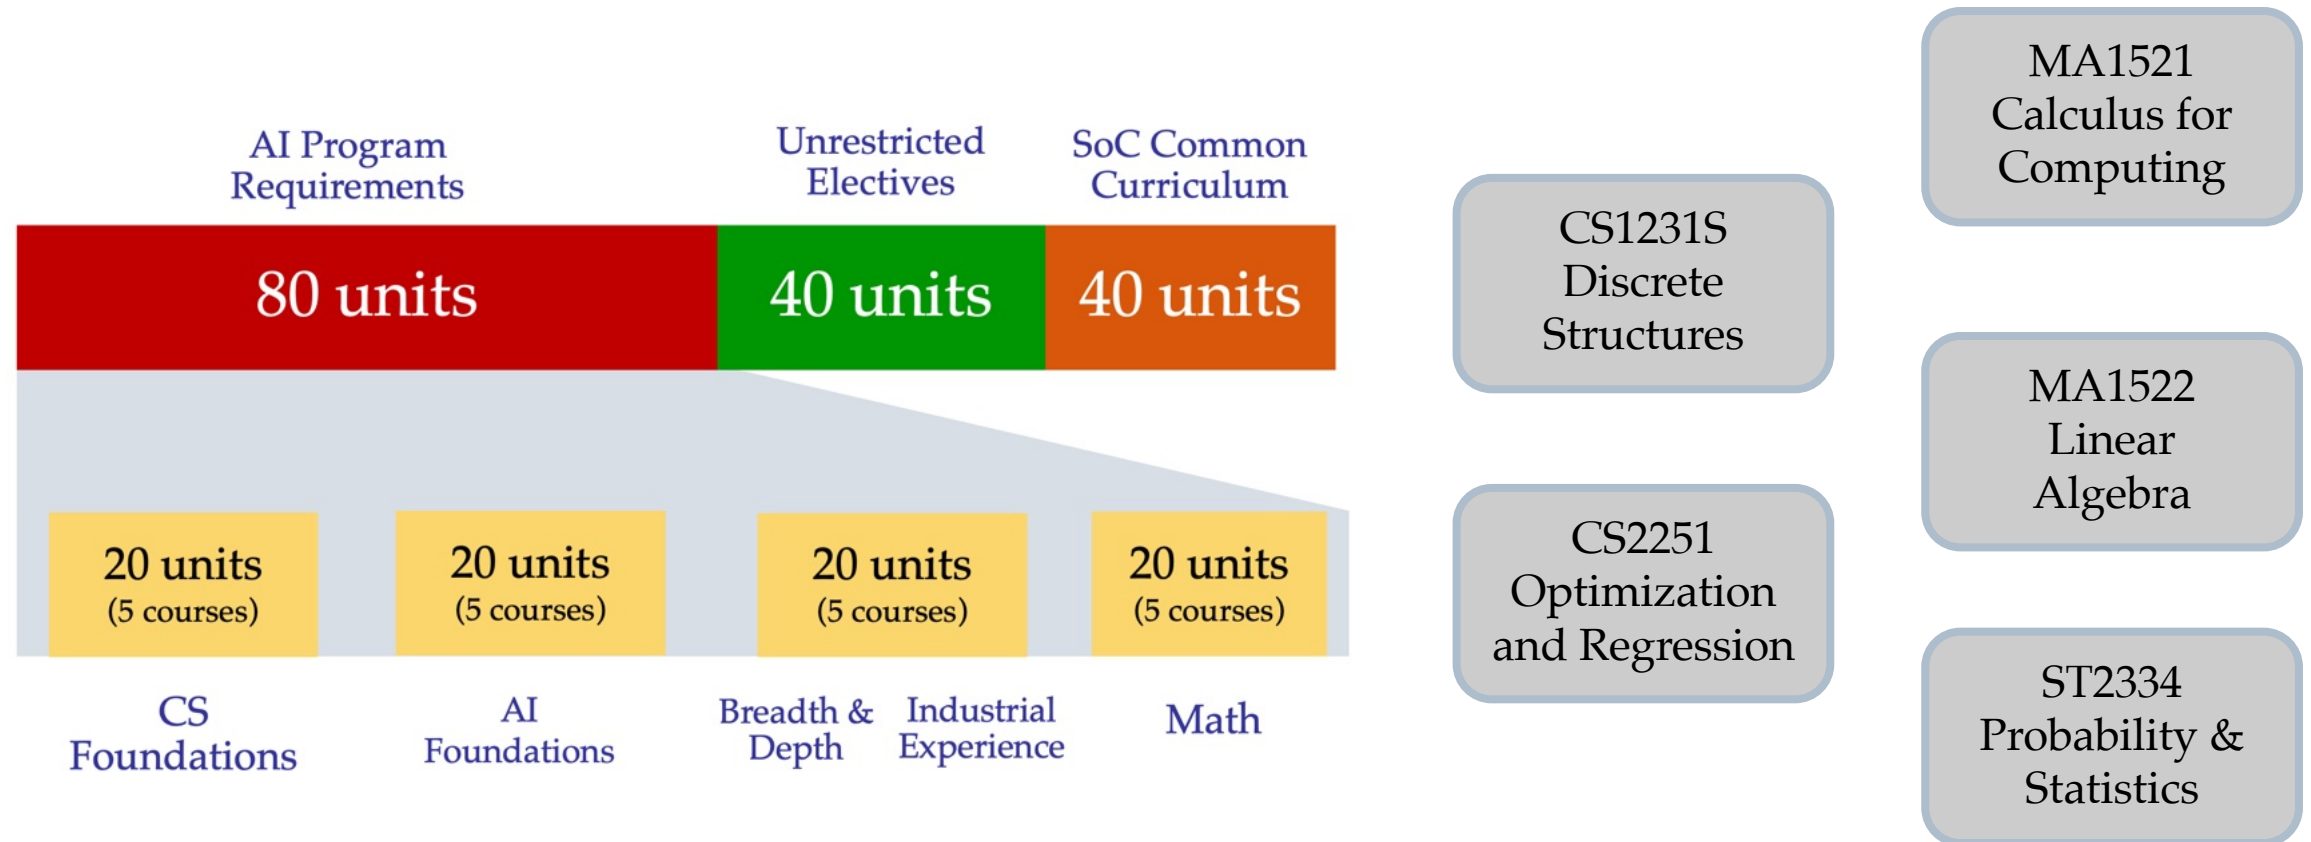 AI Program
Requirements
Unrestricted
Electives
SoC Common
Curriculum
80 units
40 units
40 units
20 units
(5 courses)
20 units
(5 courses)
20 units
(5 courses)
20 units
(5 courses)
CS
Foundations
AI
Foundations
Breadth &
Depth
Industrial
Experience
Math
CS1231S
Discrete
Structures
CS2251
Optimization
and Regression
MA1521
Calculus for
Computing
MA1522
Linear
Algebra
ST2334
Probability &
Statistics